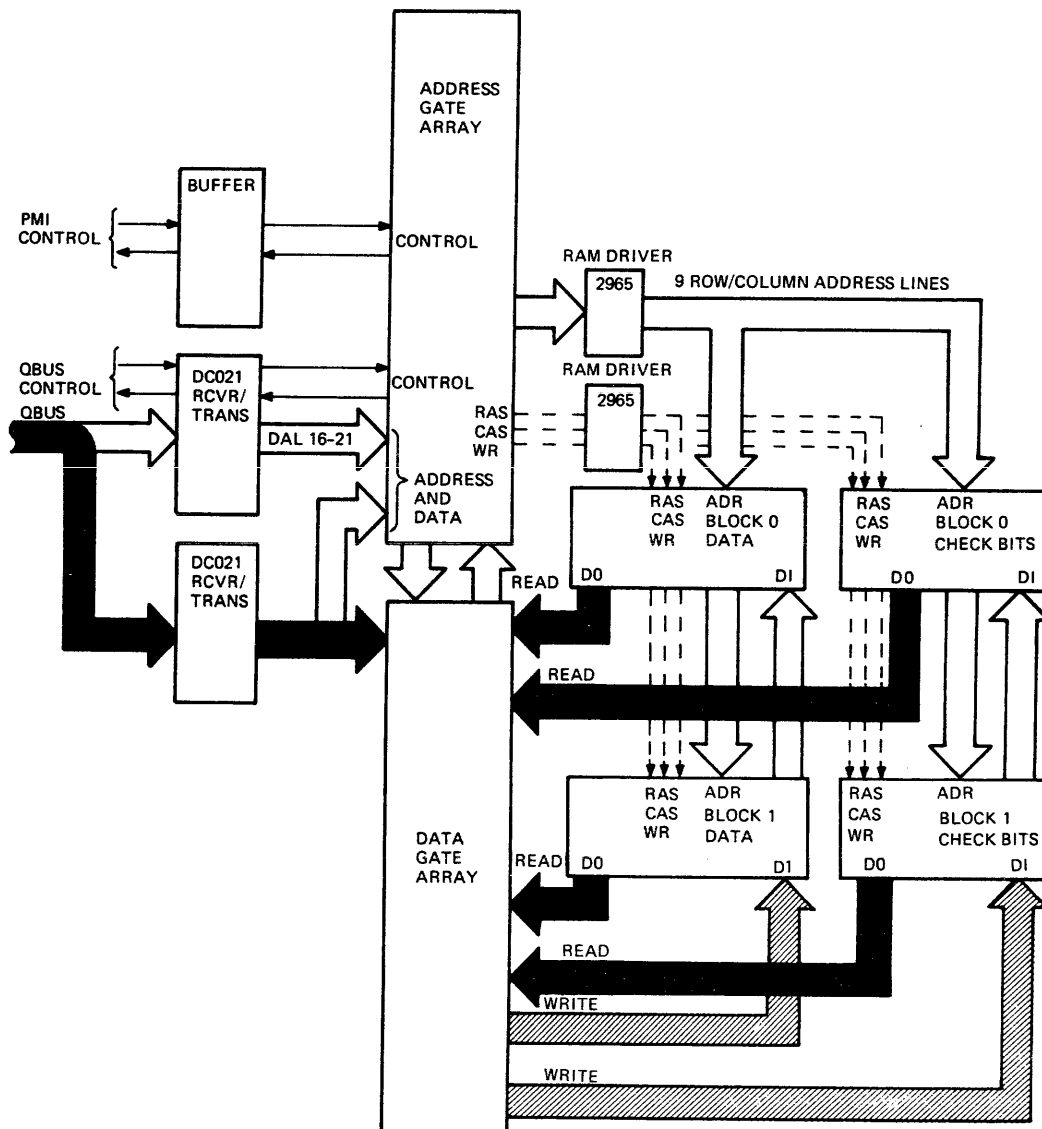 ADDRESS
GATE
ARRAY
BUFFER
PMI
CONTROL
CONTROL
RAM DRIVER
2965
9 ROW/COLUMN ADDRESS LINES
QBUS
CONTROL
QBUS
DC021
RCVR/
TRANS
CONTROL
RAM DRIVER
2965
RAS
CAS
WR
DAL 16-21
ADDRESS
AND
DATA
RAS
CAS
WR
ADR
BLOCK 0
DATA
D0
DI
RAS
CAS
WR
ADR
BLOCK 0
CHECK BITS
D0
DI
DC021
RCVR/
TRANS
READ
READ
RAS
CAS
WR
ADR
BLOCK 1
DATA
D0
D1
RAS
CAS
WR
ADR
BLOCK 1
CHECK BITS
D0
DI
DATA
GATE
ARRAY
READ
READ
WRITE
WRITE